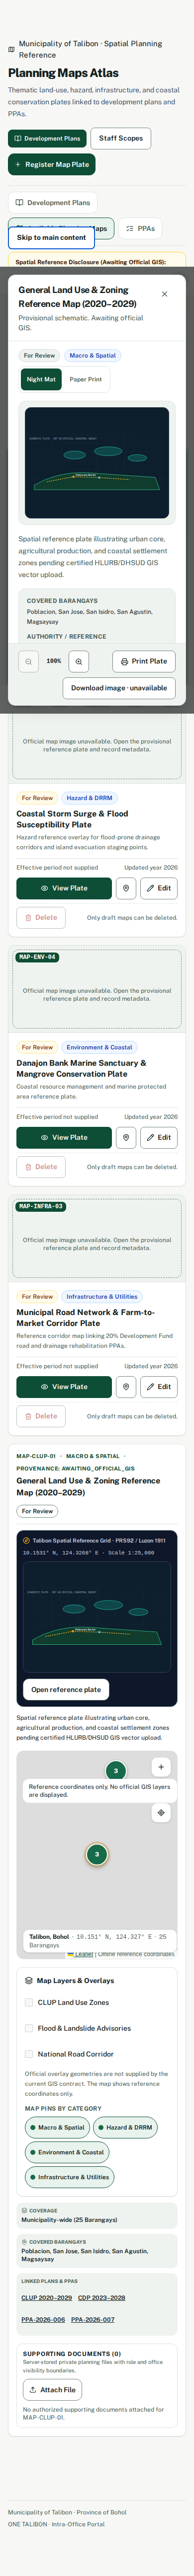 Municipality of Talibon · Spatial Planning
Reference
Planning Maps Atlas
Thematic land-use, hazard, infrastructure, and coastal
conservation plates linked to development plans and
PPAs.
Development Plans
Staff Scopes
Register Map Plate
Development Plans
PPAs
Skip to main content
Spatial Reference Disclosure (Awaiting Official GIS):
General Land Use & Zoning
Reference Map (2020–2029)
Provisional schematic. Awaiting official
GIS.
For Review
Macro & Spatial
Night Mat
Paper Print
Spatial reference plate illustrating urban core,
agricultural production, and coastal settlement
zones pending certified HLURB/DHSUD GIS
vector upload.
COVERED BARANGAYS
Poblacion, San Jose, San Isidro, San Agustin,
Magsaysay
AUTHORITY / REFERENCE
100%
Print Plate
Download image · unavailable
Official map image unavailable. Open the provisional
reference plate and record metadata.
For Review
Hazard & DRRM
Coastal Storm Surge & Flood
Susceptibility Plate
Hazard reference overlay for flood-prone drainage
corridors and island evacuation staging points.
Effective period not supplied
Updated year 2026
View Plate
Edit
Delete
Only draft maps can be deleted.
MAP-ENV-04
Official map image unavailable. Open the provisional
reference plate and record metadata.
For Review
Environment & Coastal
Danajon Bank Marine Sanctuary &
Mangrove Conservation Plate
Coastal resource management and marine protected
area reference plate.
Effective period not supplied
Updated year 2026
View Plate
Edit
Delete
Only draft maps can be deleted.
MAP-INFRA-03
Official map image unavailable. Open the provisional
reference plate and record metadata.
For Review
Infrastructure & Utilities
Municipal Road Network & Farm-to-
Market Corridor Plate
Reference corridor map linking 20% Development Fund
road and drainage rehabilitation PPAs.
Effective period not supplied
Updated year 2026
View Plate
Edit
Delete
Only draft maps can be deleted.
MAP-CLUP-01 · MACRO & SPATIAL ·
PROVENANCE: AWAITING_OFFICIAL_GIS
General Land Use & Zoning Reference
Map (2020–2029)
For Review
Talibon Spatial Reference Grid · PRS92 / Luzon 1911
10.1531° N, 124.3266° E · Scale 1:25,000
Open reference plate
Spatial reference plate illustrating urban core,
agricultural production, and coastal settlement zones
pending certified HLURB/DHSUD GIS vector upload.
3
Reference coordinates only. No official GIS layers
are displayed.
3
Talibon, Bohol · 10.151° N, 124.327° E · 25
Barangays
Leaflet | Offline reference coordinates
Map Layers & Overlays
CLUP Land Use Zones
Flood & Landslide Advisories
National Road Corridor
Official overlay geometries are not supplied by the
current GIS contract. The map shows reference
coordinates only.
MAP PINS BY CATEGORY
Macro & Spatial
Hazard & DRRM
Environment & Coastal
Infrastructure & Utilities
COVERAGE
Municipality-wide (25 Barangays)
COVERED BARANGAYS
Poblacion, San Jose, San Isidro, San Agustin,
Magsaysay
LINKED PLANS & PPAS
CLUP 2020–2029
CDP 2023–2028
PPA-2026-006
PPA-2026-007
SUPPORTING DOCUMENTS (0)
Server-stored private planning files with role and office
visibility boundaries.
Attach File
No authorized supporting documents attached for
MAP-CLUP-01.
Municipality of Talibon · Province of Bohol
ONE TALIBON · Intra-Office Portal